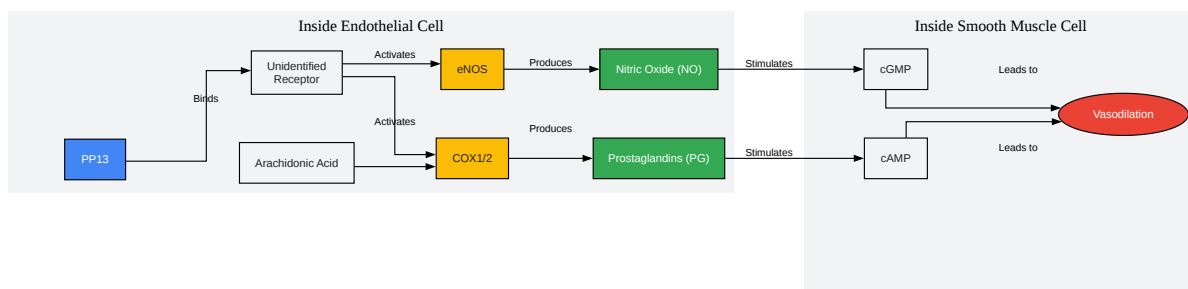 Inside Endothelial Cell
Inside Smooth Muscle Cell
Unidentified
Receptor
Activates
eNOS
Produces
Nitric Oxide (NO)
Stimulates
cGMP
Leads to
Binds
Vasodilation
Activates
Produces
PP13
Arachidonic Acid
COX1/2
Prostaglandins (PG)
Stimulates
cAMP
Leads to